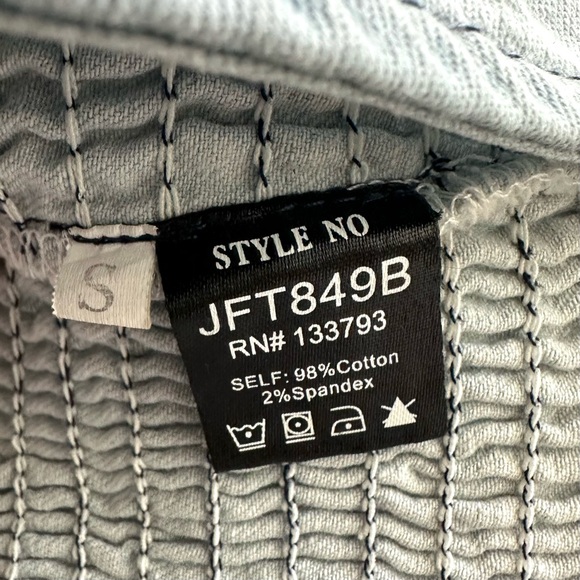 S
STYLE NO
JFT849B
RN# 133793
SELF: 98%Cotton
2%Spandex